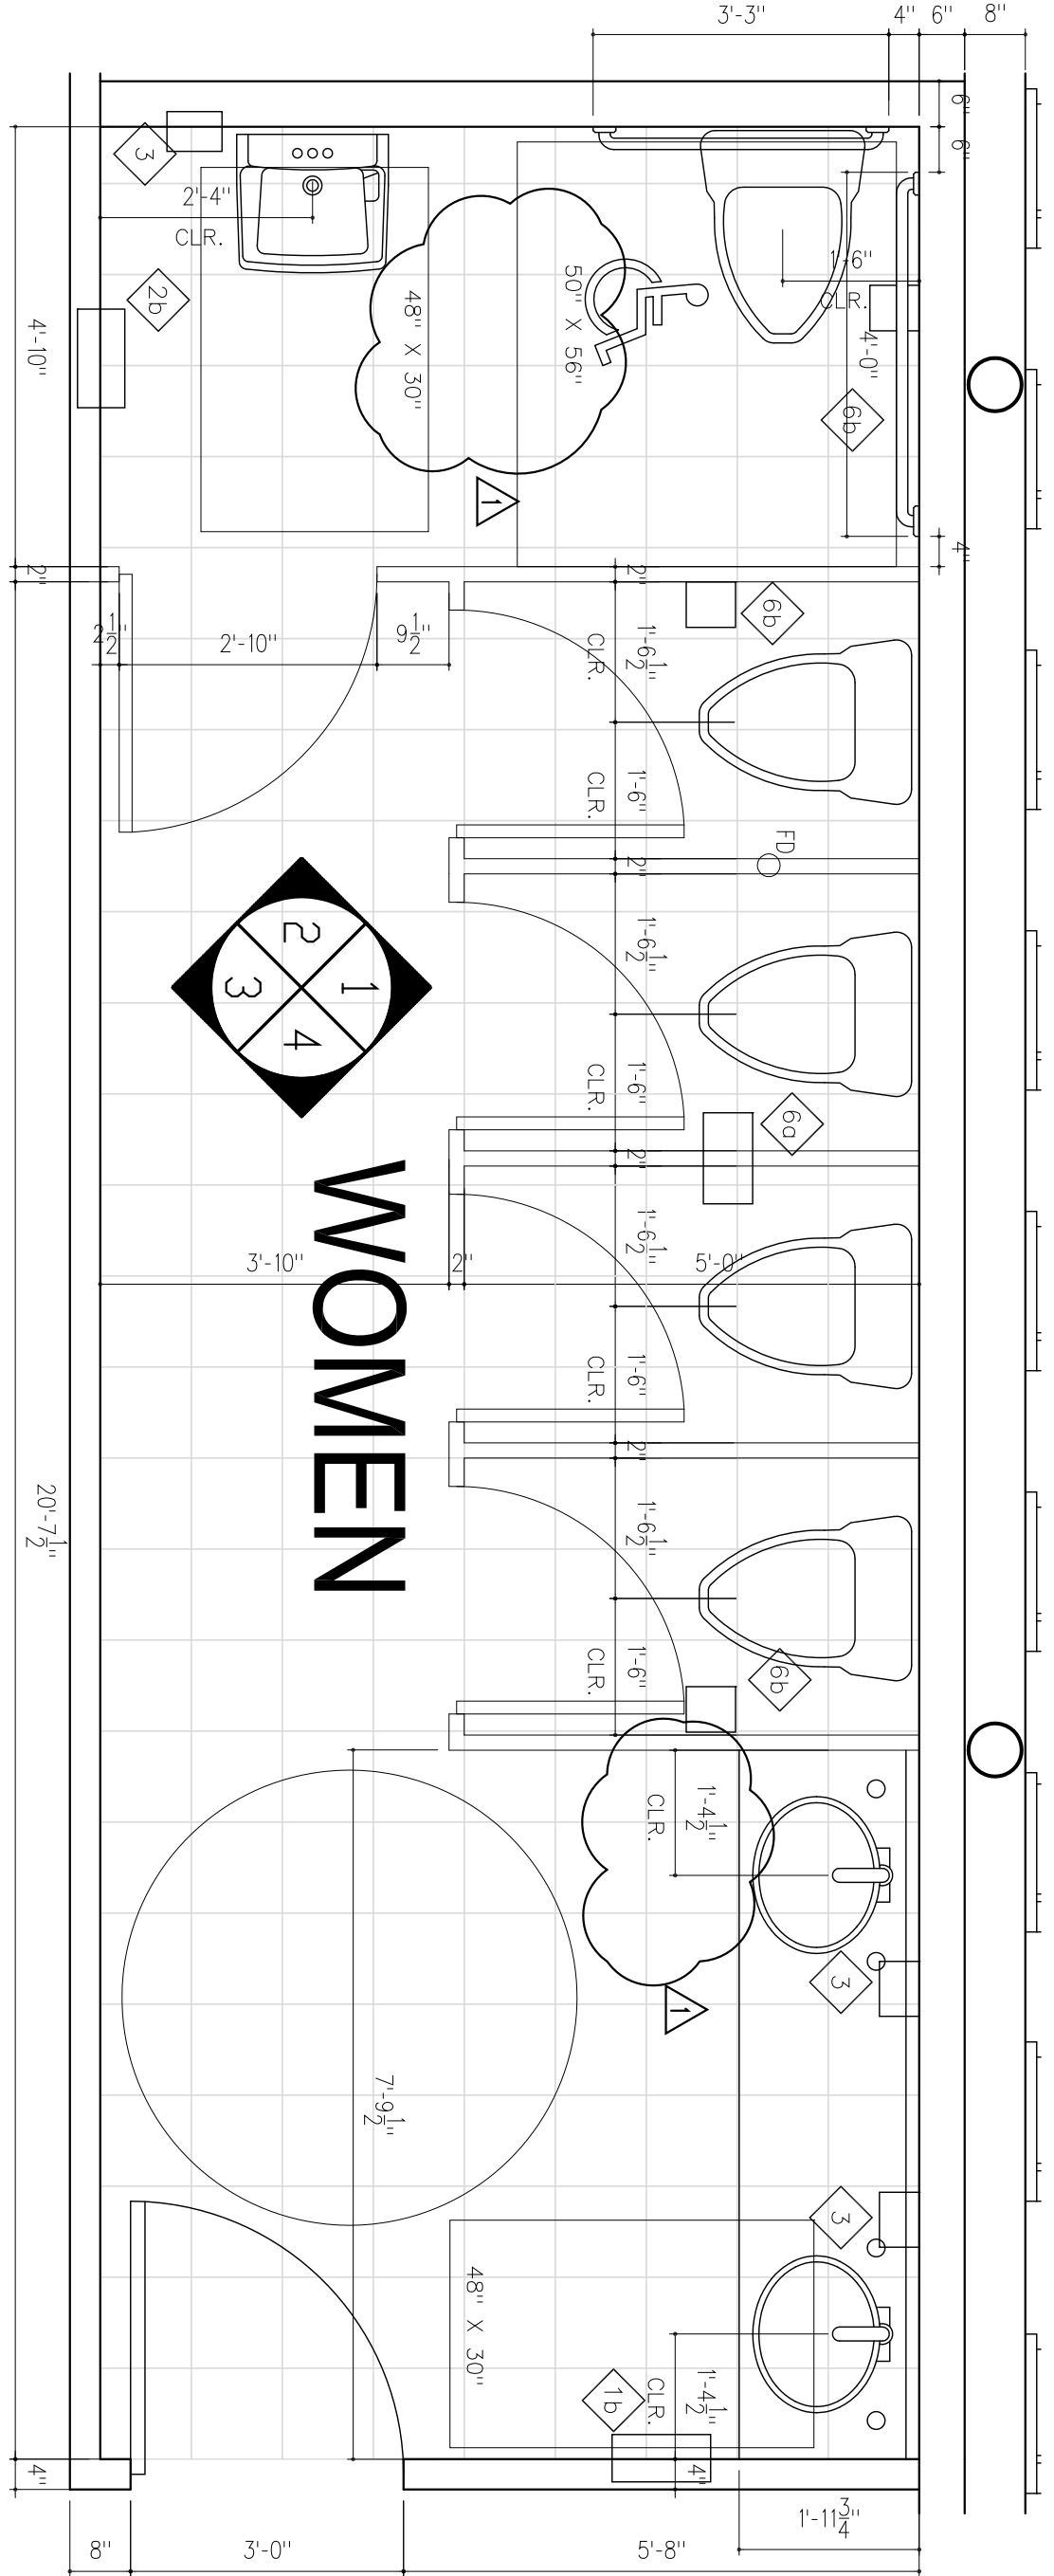 3'-3"
4"
6"
8"
6"
6"
3
2'-4"
CLR.
1'-6"
CLR.
2b
50" X 56"
48" X 30"
4'-10"
4'-0"
6b
1
4"
2"
2"
6b
2 1/2"
2'-10"
9 1/2"
1'-6 1/2"
CLR.
1'-6"
CLR.
FD
2"
1'-6 1/2"
1
2
3
4
1'-6"
CLR.
6a
2"
WOMEN
1'-6 1/2"
3'-10"
2"
5'-0"
1'-6"
CLR.
2"
20'-7 1/2"
1'-6 1/2"
1'-6"
CLR.
6b
1'-4 1/2"
CLR.
3
1
7'-9 1/2"
3
48" X 30"
1'-4 1/2"
CLR.
1b
4"
4"
1'-11 3/4"
8"
3'-0"
5'-8"